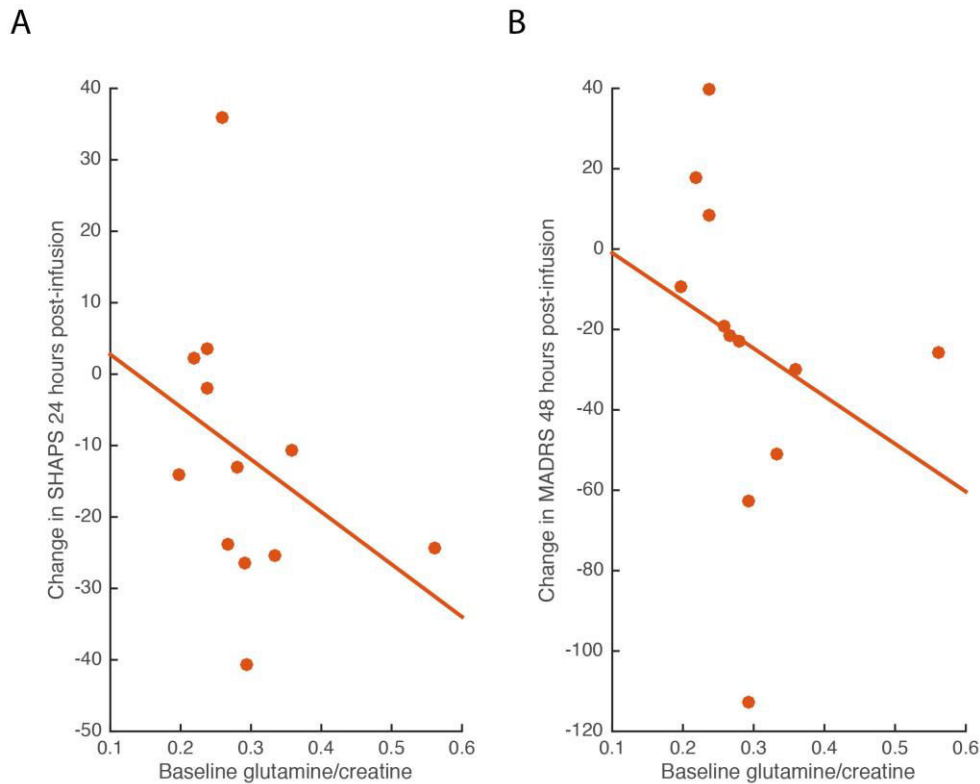 A
B
Change in SHAPS 24 hours post-infusion
40
30
20
10
0
-10
-20
-30
-40
-50
0.1 0.2 0.3 0.4 0.5 0.6
Baseline glutamine/creatine
Change in MADRS 48 hours post-infusion
40
20
0
-20
-40
-60
-80
-100
-120
0.1 0.2 0.3 0.4 0.5 0.6
Baseline glutamine/creatine